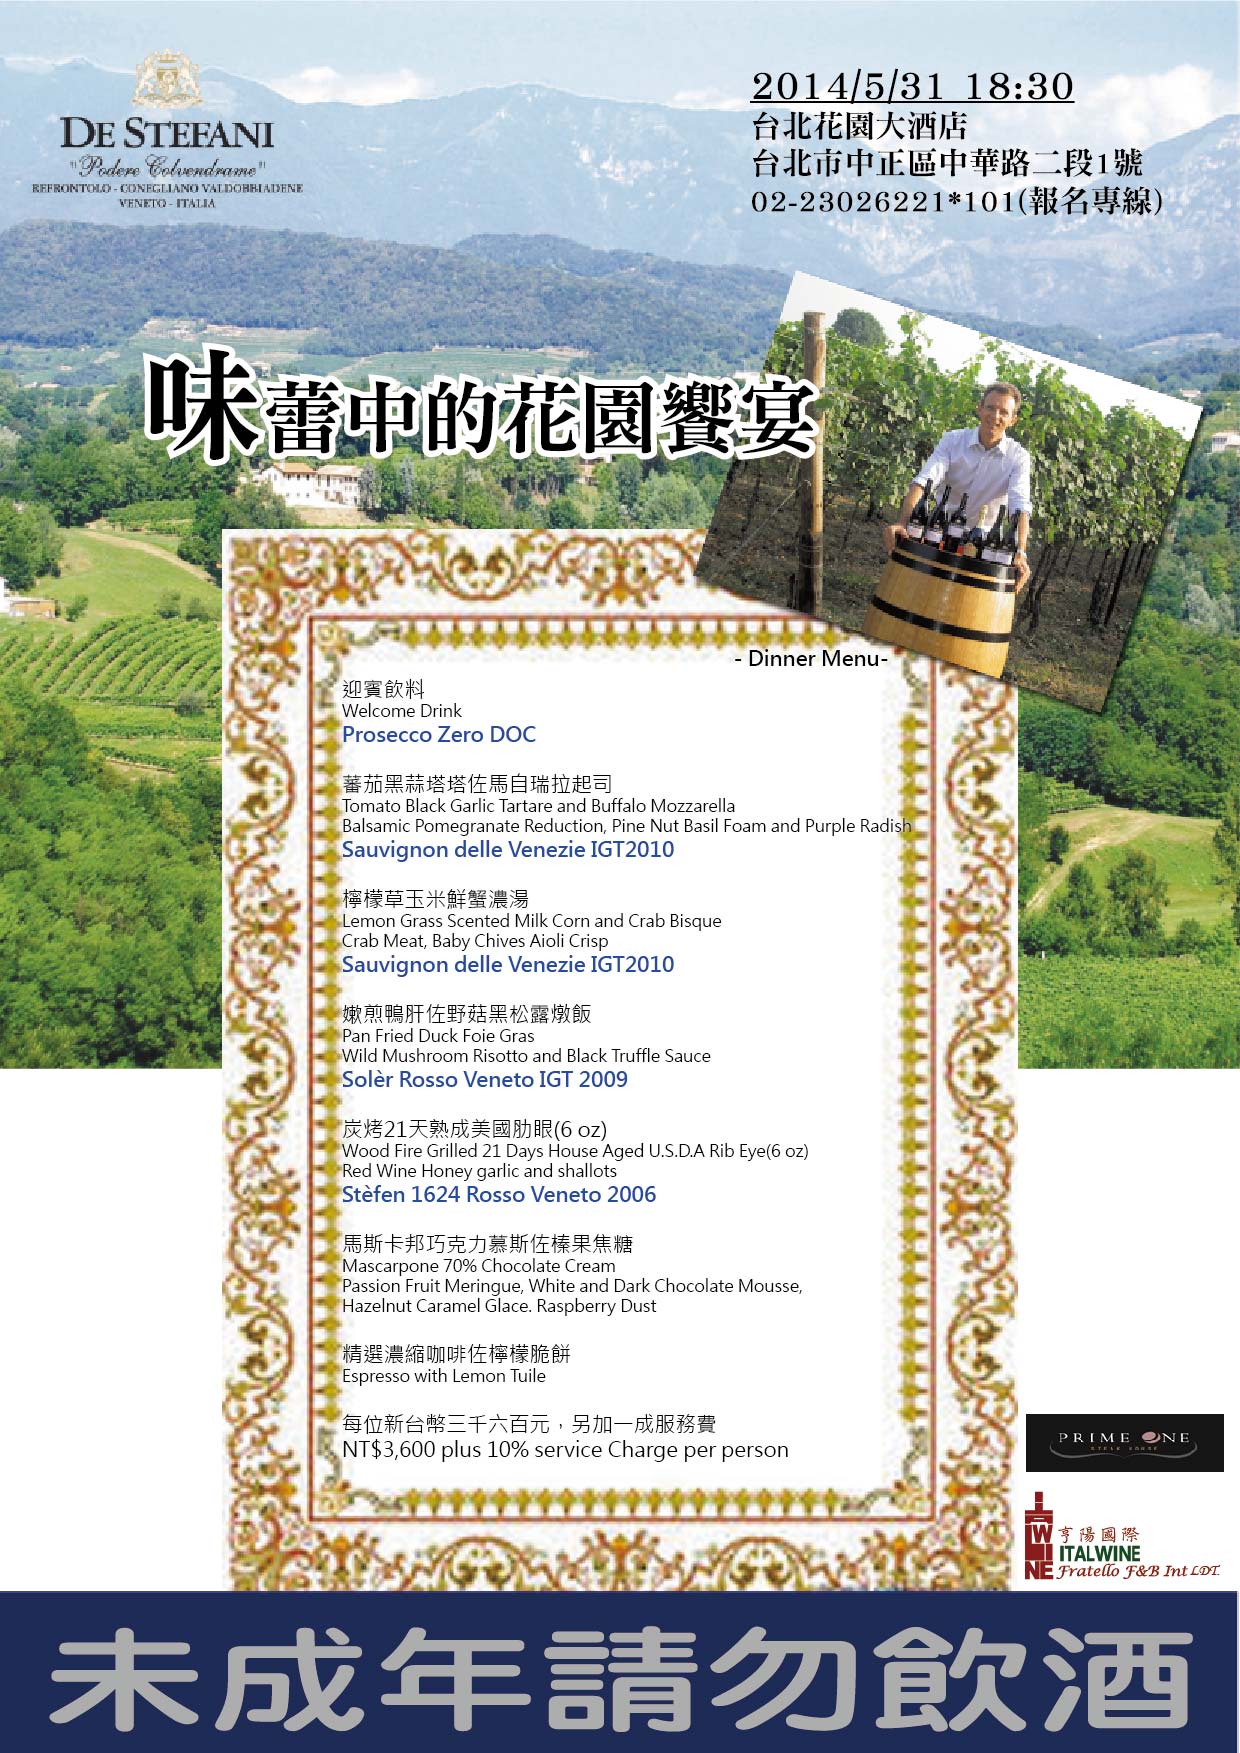 DE STEFANI
"Podere Colvendrame"
REFRONTOLO - CONEGLIANO VALDOBBIADENE
VENETO - ITALIA
2014/5/31 18:30
台北花園大酒店
台北市中正區中華路二段1號
02-23026221*101(報名專線)
味蕾中的花園饗宴
- Dinner Menu-
迎賓飲料
Welcome Drink
Prosecco Zero DOC
蕃茄黑蒜塔塔佐馬自瑞拉起司
Tomato Black Garlic Tartare and Buffalo Mozzarella
Balsamic Pomegranate Reduction, Pine Nut Basil Foam and Purple Radish
Sauvignon delle Venezie IGT2010
檸檬草玉米鮮蟹濃湯
Lemon Grass Scented Milk Corn and Crab Bisque
Crab Meat, Baby Chives Aioli Crisp
Sauvignon delle Venezie IGT2010
嫩煎鴨肝佐野菇黑松露燉飯
Pan Fried Duck Foie Gras
Wild Mushroom Risotto and Black Truffle Sauce
Solèr Rosso Veneto IGT 2009
炭烤21天熟成美國肋眼(6 oz)
Wood Fire Grilled 21 Days House Aged U.S.D.A Rib Eye(6 oz)
Red Wine Honey garlic and shallots
Stèfen 1624 Rosso Veneto 2006
馬斯卡邦巧克力慕斯佐榛果焦糖
Mascarpone 70% Chocolate Cream
Passion Fruit Meringue, White and Dark Chocolate Mousse,
Hazelnut Caramel Glace. Raspberry Dust
精選濃縮咖啡佐檸檬脆餅
Espresso with Lemon Tuile
每位新台幣三千六百元，另加一成服務費
NT$3,600 plus 10% service Charge per person
PRIME ONE
STEAK HOUSE
亨陽國際
WINE
ITALWINE
Fratello F&B Int LDT.
未成年請勿飲酒